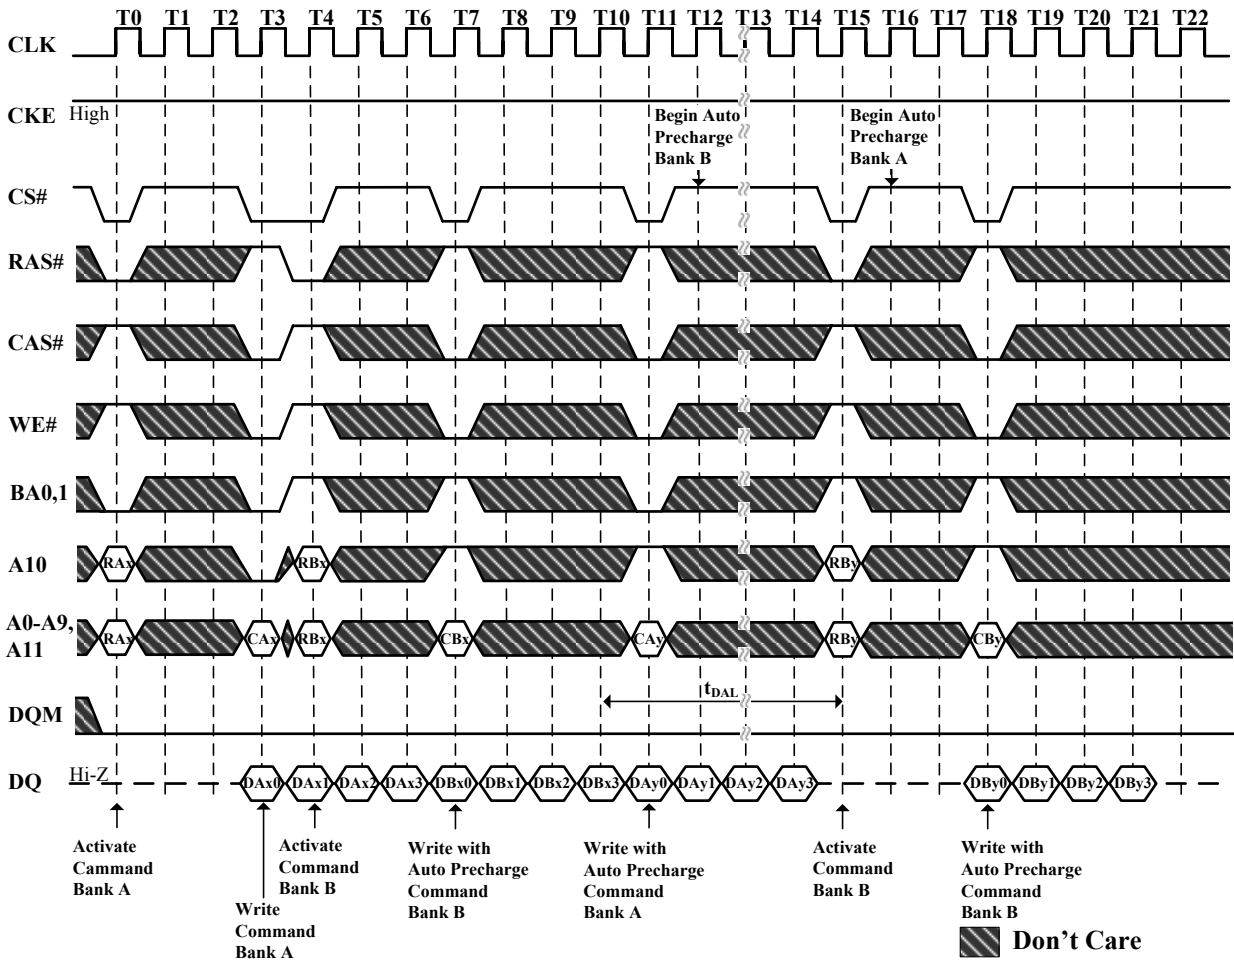 T0 T1 T2 T3 T4 T5 T6 T7 T8 T9 T10 T11 T12 T13 T14 T15 T16 T17 T18 T19 T20 T21 T22
CLK
CKE High
Begin Auto
Precharge
Bank B
Begin Auto
Precharge
Bank A
CS#
RAS#
CAS#
WE#
BA0,1
A10 RAx RBx RBy
A0-A9,
A11
RAx CAx RBx CBx CAy RBy CBy
tDAL
DQM
DQ Hi-Z DAx0 DAx1 DAx2 DAx3 DBx0 DBx1 DBx2 DBx3 DAy0 DAy1 DAy2 DAy3 DBy0 DBy1 DBy2 DBy3
Activate
Cammand
Bank A
Write
Command
Bank A
Activate
Command
Bank B
Write with
Auto Precharge
Command
Bank B
Write with
Auto Precharge
Command
Bank A
Activate
Command
Bank B
Write with
Auto Precharge
Command
Bank B
Don't Care